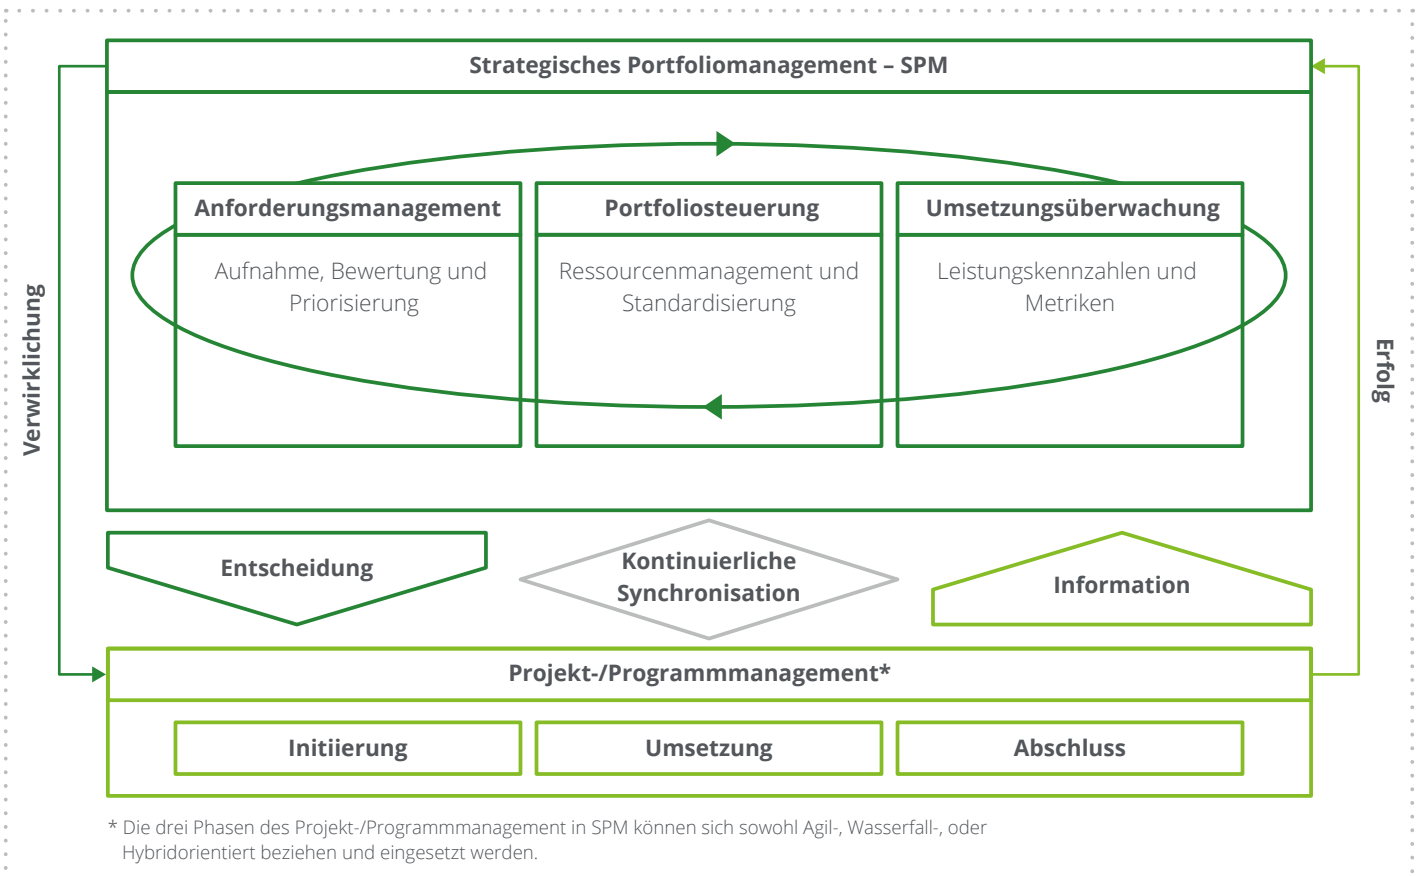 Strategisches Portfoliomanagement – SPM
Anforderungsmanagement
Aufnahme, Bewertung und
Priorisierung
Portfoliosteuerung
Ressourcenmanagement und
Standardisierung
Umsetzungsüberwachung
Leistungskennzahlen und
Metriken
Verwirklichung
Erfolg
Entscheidung
Kontinuierliche
Synchronisation
Information
Projekt-/Programmmanagement*
Initiierung
Umsetzung
Abschluss
* Die drei Phasen des Projekt-/Programmmanagement in SPM können sich sowohl Agil-, Wasserfall-, oder
Hybridorientiert beziehen und eingesetzt werden.